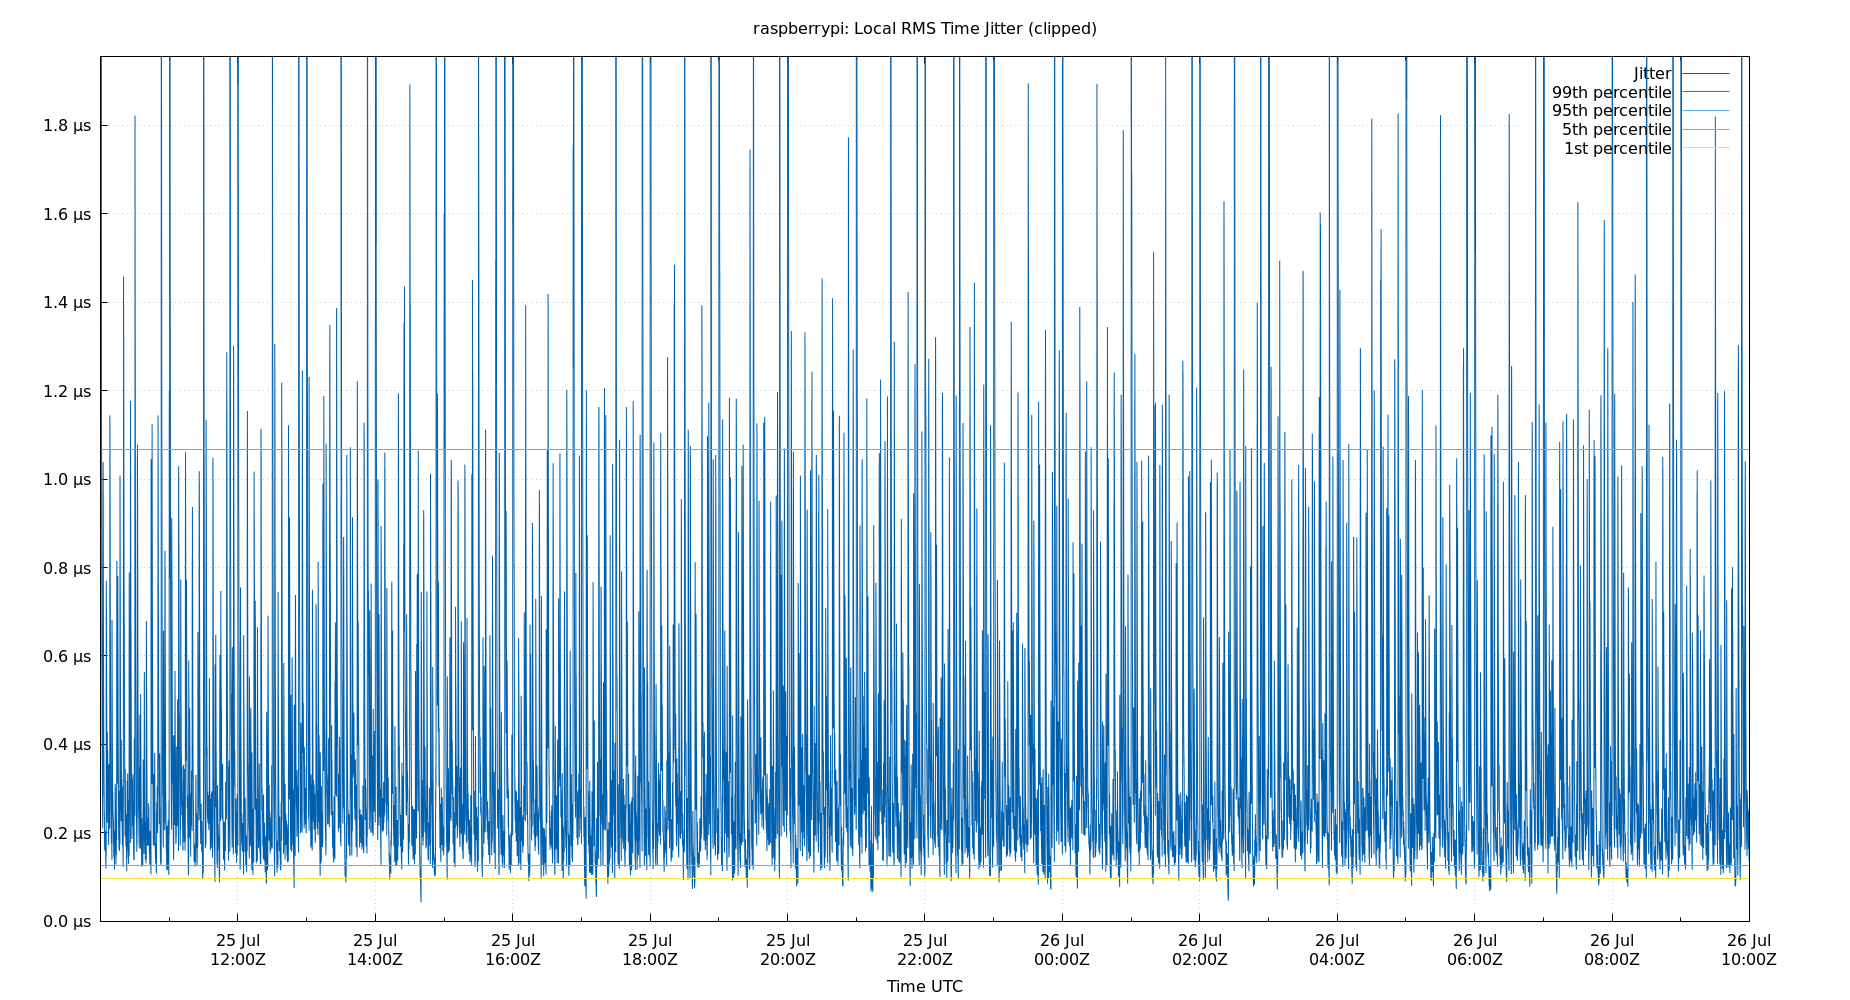 raspberrypi: Local RMS Time Jitter (clipped)
Jitter
99th percentile
95th percentile
5th percentile
1st percentile
1.8 µs
1.6 µs
1.4 µs
1.2 µs
1.0 µs
0.8 µs
0.6 µs
0.4 µs
0.2 µs
0.0 µs
25 Jul 25 Jul 25 Jul 25 Jul 25 Jul 25 Jul 26 Jul 26 Jul 26 Jul 26 Jul 26 Jul 26 Jul
12:00Z 14:00Z 16:00Z 18:00Z 20:00Z 22:00Z 00:00Z 02:00Z 04:00Z 06:00Z 08:00Z 10:00Z
Time UTC